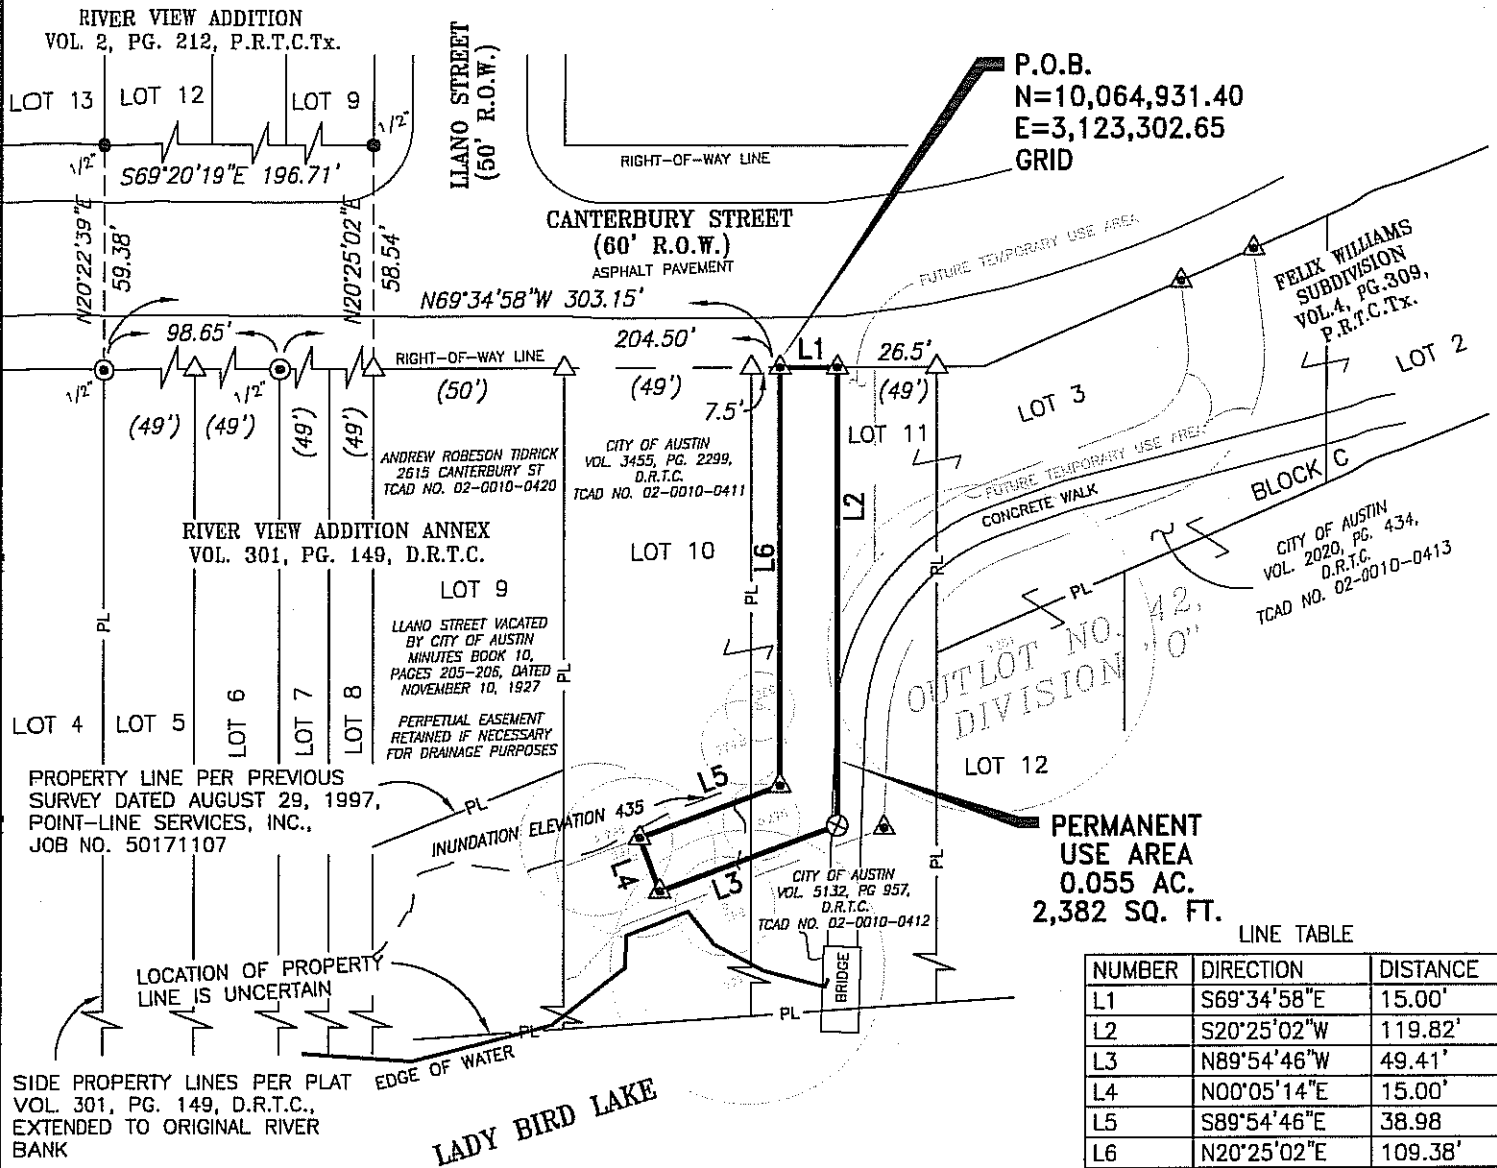 RIVER VIEW ADDITION
VOL. 2, PG. 212, P.R.T.C.Tx.
LOT 13
LOT 12
LOT 9
1/2"
1/2"
S69°20'19"E 196.71'
LLANO STREET
(50' R.O.W.)
RIGHT-OF-WAY LINE
P.O.B.
N=10,064,931.40
E=3,123,302.65
GRID
N20°22'39"E
59.38'
N20°25'02"E
58.54'
CANTERBURY STREET
(60' R.O.W.)
ASPHALT PAVEMENT
FUTURE TEMPORARY USE AREA
FELIX WILLIAMS
SUBDIVISION
VOL.4, PG.309,
P.R.T.C.Tx.
N69°34'58"W 303.15'
98.65'
RIGHT-OF-WAY LINE
204.50'
L1
26.5'
1/2"
1/2"
(49')
(49')
(49')
(49')
(50')
(49')
7.5'
(49')
LOT 3
LOT 2
LOT 11
ANDREW ROBESON TIDRICK
2615 CANTERBURY ST
TCAD NO. 02-0010-0420
CITY OF AUSTIN
VOL. 3455, PG. 2299,
D.R.T.C.
TCAD NO. 02-0010-0411
FUTURE TEMPORARY USE AREA
CONCRETE WALK
BLOCK C
L2
CITY OF AUSTIN
VOL. 2020, PG. 434,
D.R.T.C.
TCAD NO. 02-0010-0413
RIVER VIEW ADDITION ANNEX
VOL. 301, PG. 149, D.R.T.C.
LOT 10
L6
PL
PL
PL
LOT 9
LLANO STREET VACATED
BY CITY OF AUSTIN
MINUTES BOOK 10,
PAGES 205-206, DATED
NOVEMBER 10, 1927
PERPETUAL EASEMENT
RETAINED IF NECESSARY
FOR DRAINAGE PURPOSES
PL
PL
OUTLOT NO. 42,
DIVISION "O"
LOT 4
LOT 5
LOT 6
LOT 7
LOT 8
LOT 12
PROPERTY LINE PER PREVIOUS
SURVEY DATED AUGUST 29, 1997,
POINT-LINE SERVICES, INC.,
JOB NO. 50171107
PL
INUNDATION ELEVATION 435
L5
L4
L3
PL
PERMANENT
USE AREA
0.055 AC.
2,382 SQ. FT.
CITY OF AUSTIN
VOL. 5132, PG 957,
D.R.T.C.
TCAD NO. 02-0010-0412
BRIDGE
LOCATION OF PROPERTY
LINE IS UNCERTAIN
PL
PL
EDGE OF WATER
SIDE PROPERTY LINES PER PLAT
VOL. 301, PG. 149, D.R.T.C.,
EXTENDED TO ORIGINAL RIVER
BANK
LADY BIRD LAKE
LINE TABLE
NUMBER DIRECTION DISTANCE
L1 S69°34'58"E 15.00'
L2 S20°25'02"W 119.82'
L3 N89°54'46"W 49.41'
L4 N00°05'14"E 15.00'
L5 S89°54'46"E 38.98
L6 N20°25'02"E 109.38'